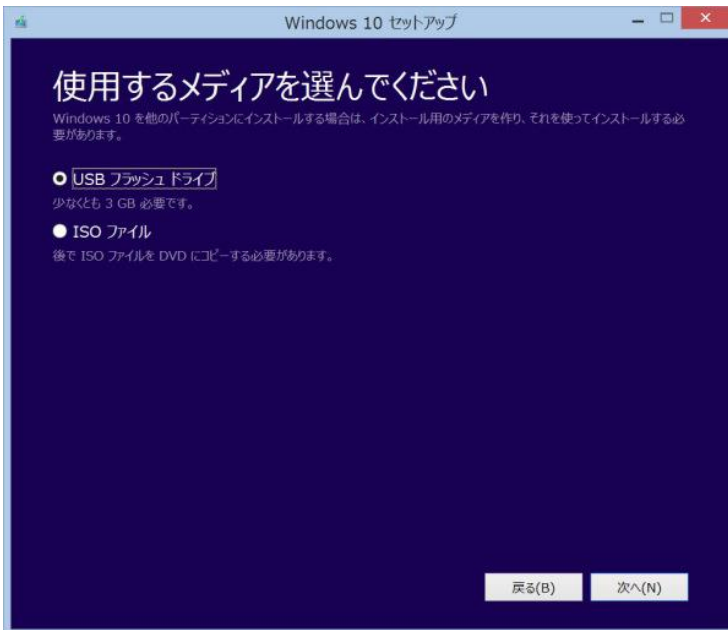 Windows 10 セットアップ
使用するメディアを選んでください
Windows 10 を他のパーティションにインストールする場合は、インストール用のメディアを作り、それを使ってインストールする必
要があります。
USB フラッシュ ドライブ
少なくとも 3 GB 必要です。
ISO ファイル
後で ISO ファイルを DVD にコピーする必要があります。
戻る(B) 次へ(N)